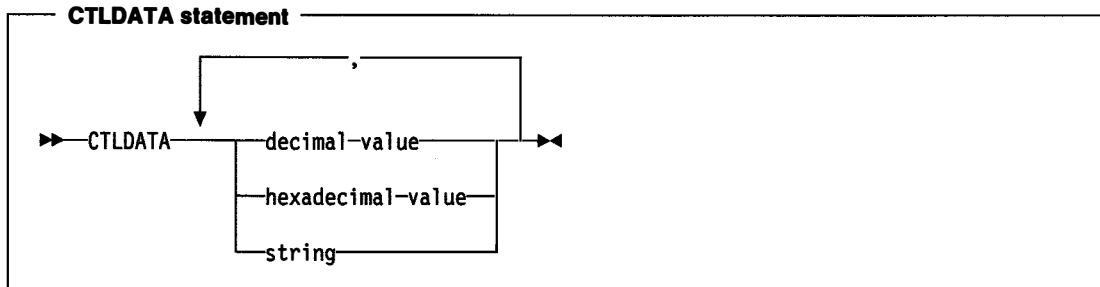 CTLDATA statement
,
CTLDATA decimal value
hexadecimal value
string